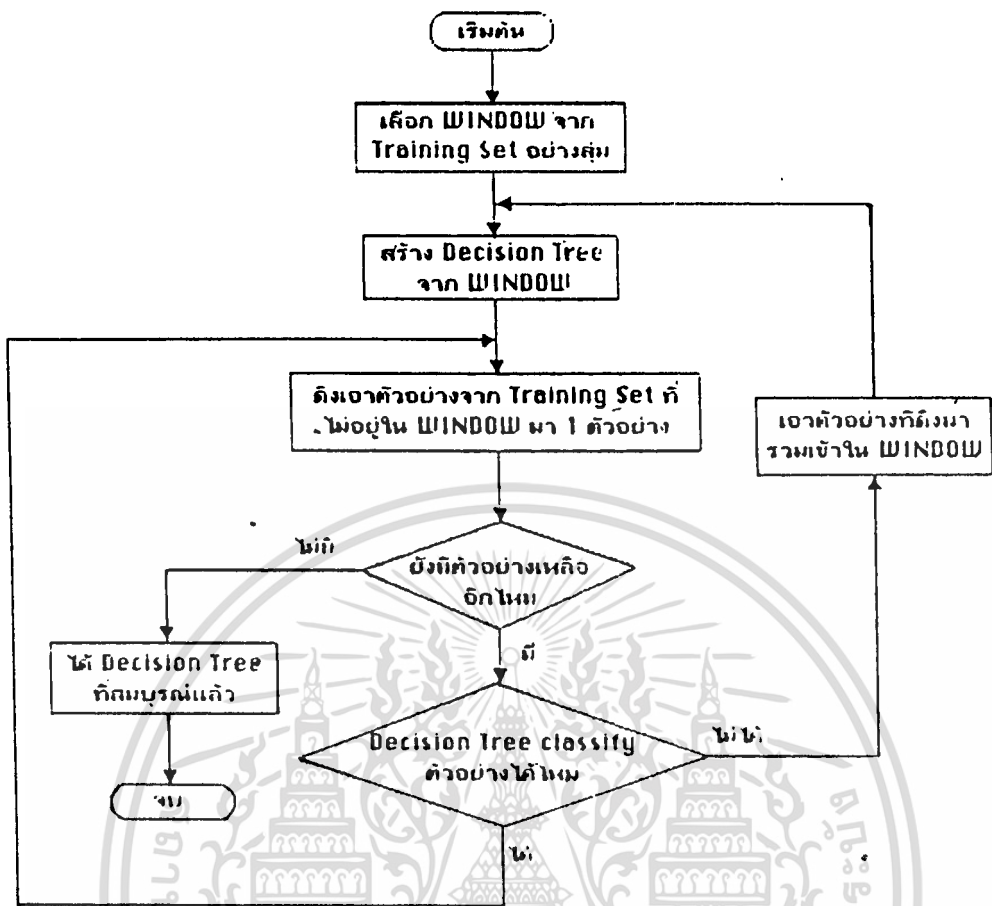 เริ่มต้น
เลือก WINDOW จาก
Training Set อย่างสุ่ม
สร้าง Decision Tree
จาก WINDOW
ดึงเอาตัวอย่างจาก Training Set ที่
ไม่อยู่ใน WINDOW มา 1 ตัวอย่าง
เอาตัวอย่างที่ดึงมา
รวมเข้าใน WINDOW
ไม่มี
ยังมีตัวอย่างเหลือ
อีกไหม
มี
ได้ Decision Tree
ที่สมบูรณ์แล้ว
Decision Tree classify
ตัวอย่างได้ไหม
ไม่ได้
จบ
ได้